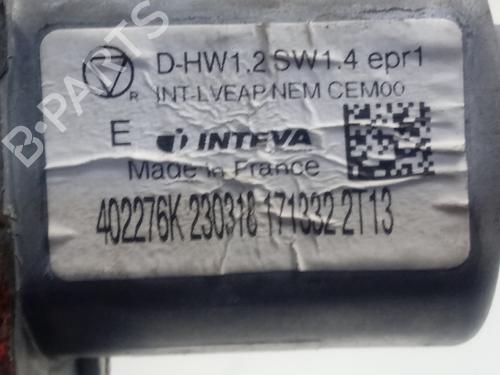 D-HW1.2 SW1.4 epr1
R INT-LVEAP NEM CEM00
E INTEVA
Made in France
402276K 230318 171332 2T13
B-PARTS